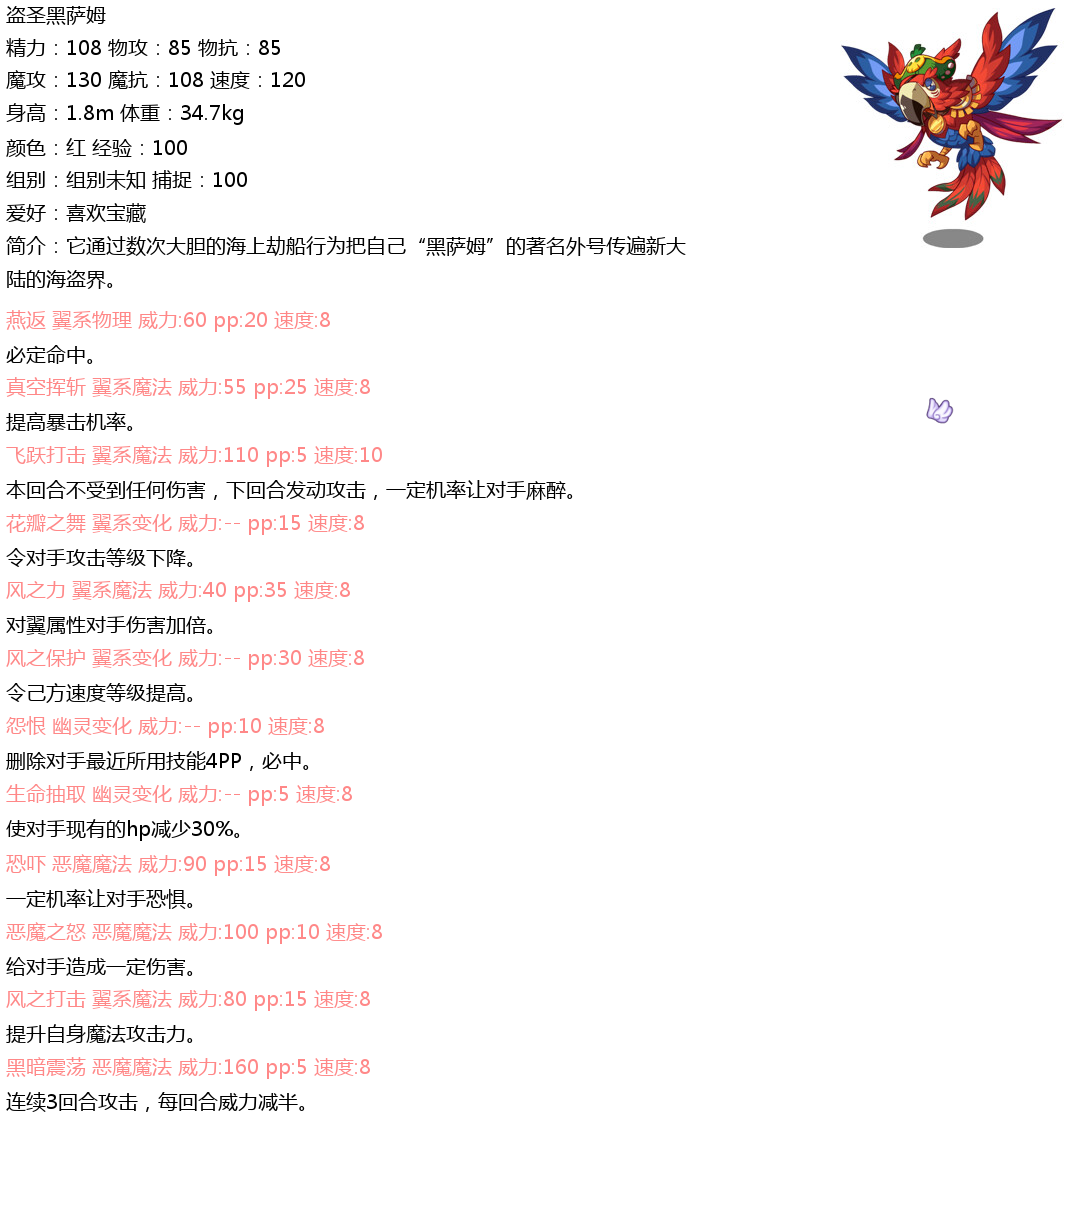 盗圣黑萨姆
精力：108 物攻：85 物抗：85
魔攻：130 魔抗：108 速度：120
身高：1.8m 体重：34.7kg
颜色：红 经验：100
组别：组别未知 捕捉：100
爱好：喜欢宝藏
简介：它通过数次大胆的海上劫船行为把自己“黑萨姆”的著名外号传遍新大
陆的海盗界。
燕返 翼系物理 威力:60 pp:20 速度:8
必定命中。
真空挥斩 翼系魔法 威力:55 pp:25 速度:8
提高暴击机率。
飞跃打击 翼系魔法 威力:110 pp:5 速度:10
本回合不受到任何伤害，下回合发动攻击，一定机率让对手麻醉。
花瓣之舞 翼系变化 威力:-- pp:15 速度:8
令对手攻击等级下降。
风之力 翼系魔法 威力:40 pp:35 速度:8
对翼属性对手伤害加倍。
风之保护 翼系变化 威力:-- pp:30 速度:8
令己方速度等级提高。
怨恨 幽灵变化 威力:-- pp:10 速度:8
删除对手最近所用技能4PP，必中。
生命抽取 幽灵变化 威力:-- pp:5 速度:8
使对手现有的hp减少30%。
恐吓 恶魔魔法 威力:90 pp:15 速度:8
一定机率让对手恐惧。
恶魔之怒 恶魔魔法 威力:100 pp:10 速度:8
给对手造成一定伤害。
风之打击 翼系魔法 威力:80 pp:15 速度:8
提升自身魔法攻击力。
黑暗震荡 恶魔魔法 威力:160 pp:5 速度:8
连续3回合攻击，每回合威力减半。